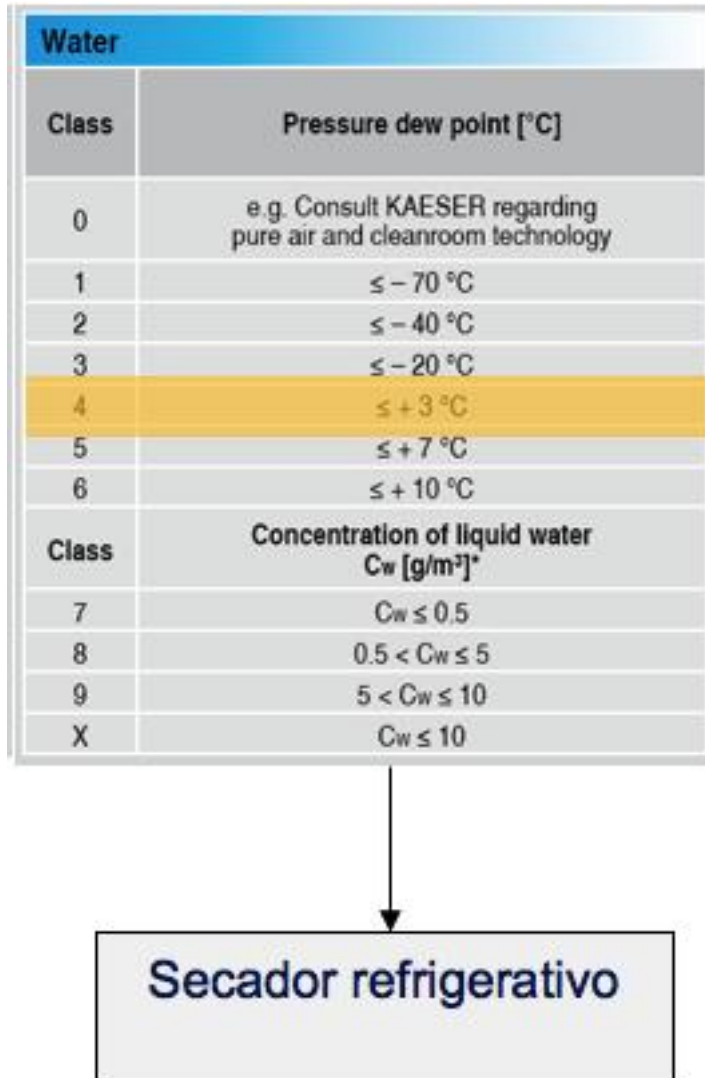 Water
Class Pressure dew point [°C]
0 e.g. Consult KAESER regarding
pure air and cleanroom technology
1 ≤ – 70 °C
2 ≤ – 40 °C
3 ≤ – 20 °C
4 ≤ + 3 °C
5 ≤ + 7 °C
6 ≤ + 10 °C
Class Concentration of liquid water
Cw [g/m³]*
7 Cw ≤ 0.5
8 0.5 < Cw ≤ 5
9 5 < Cw ≤ 10
X Cw ≤ 10
Secador refrigerativo